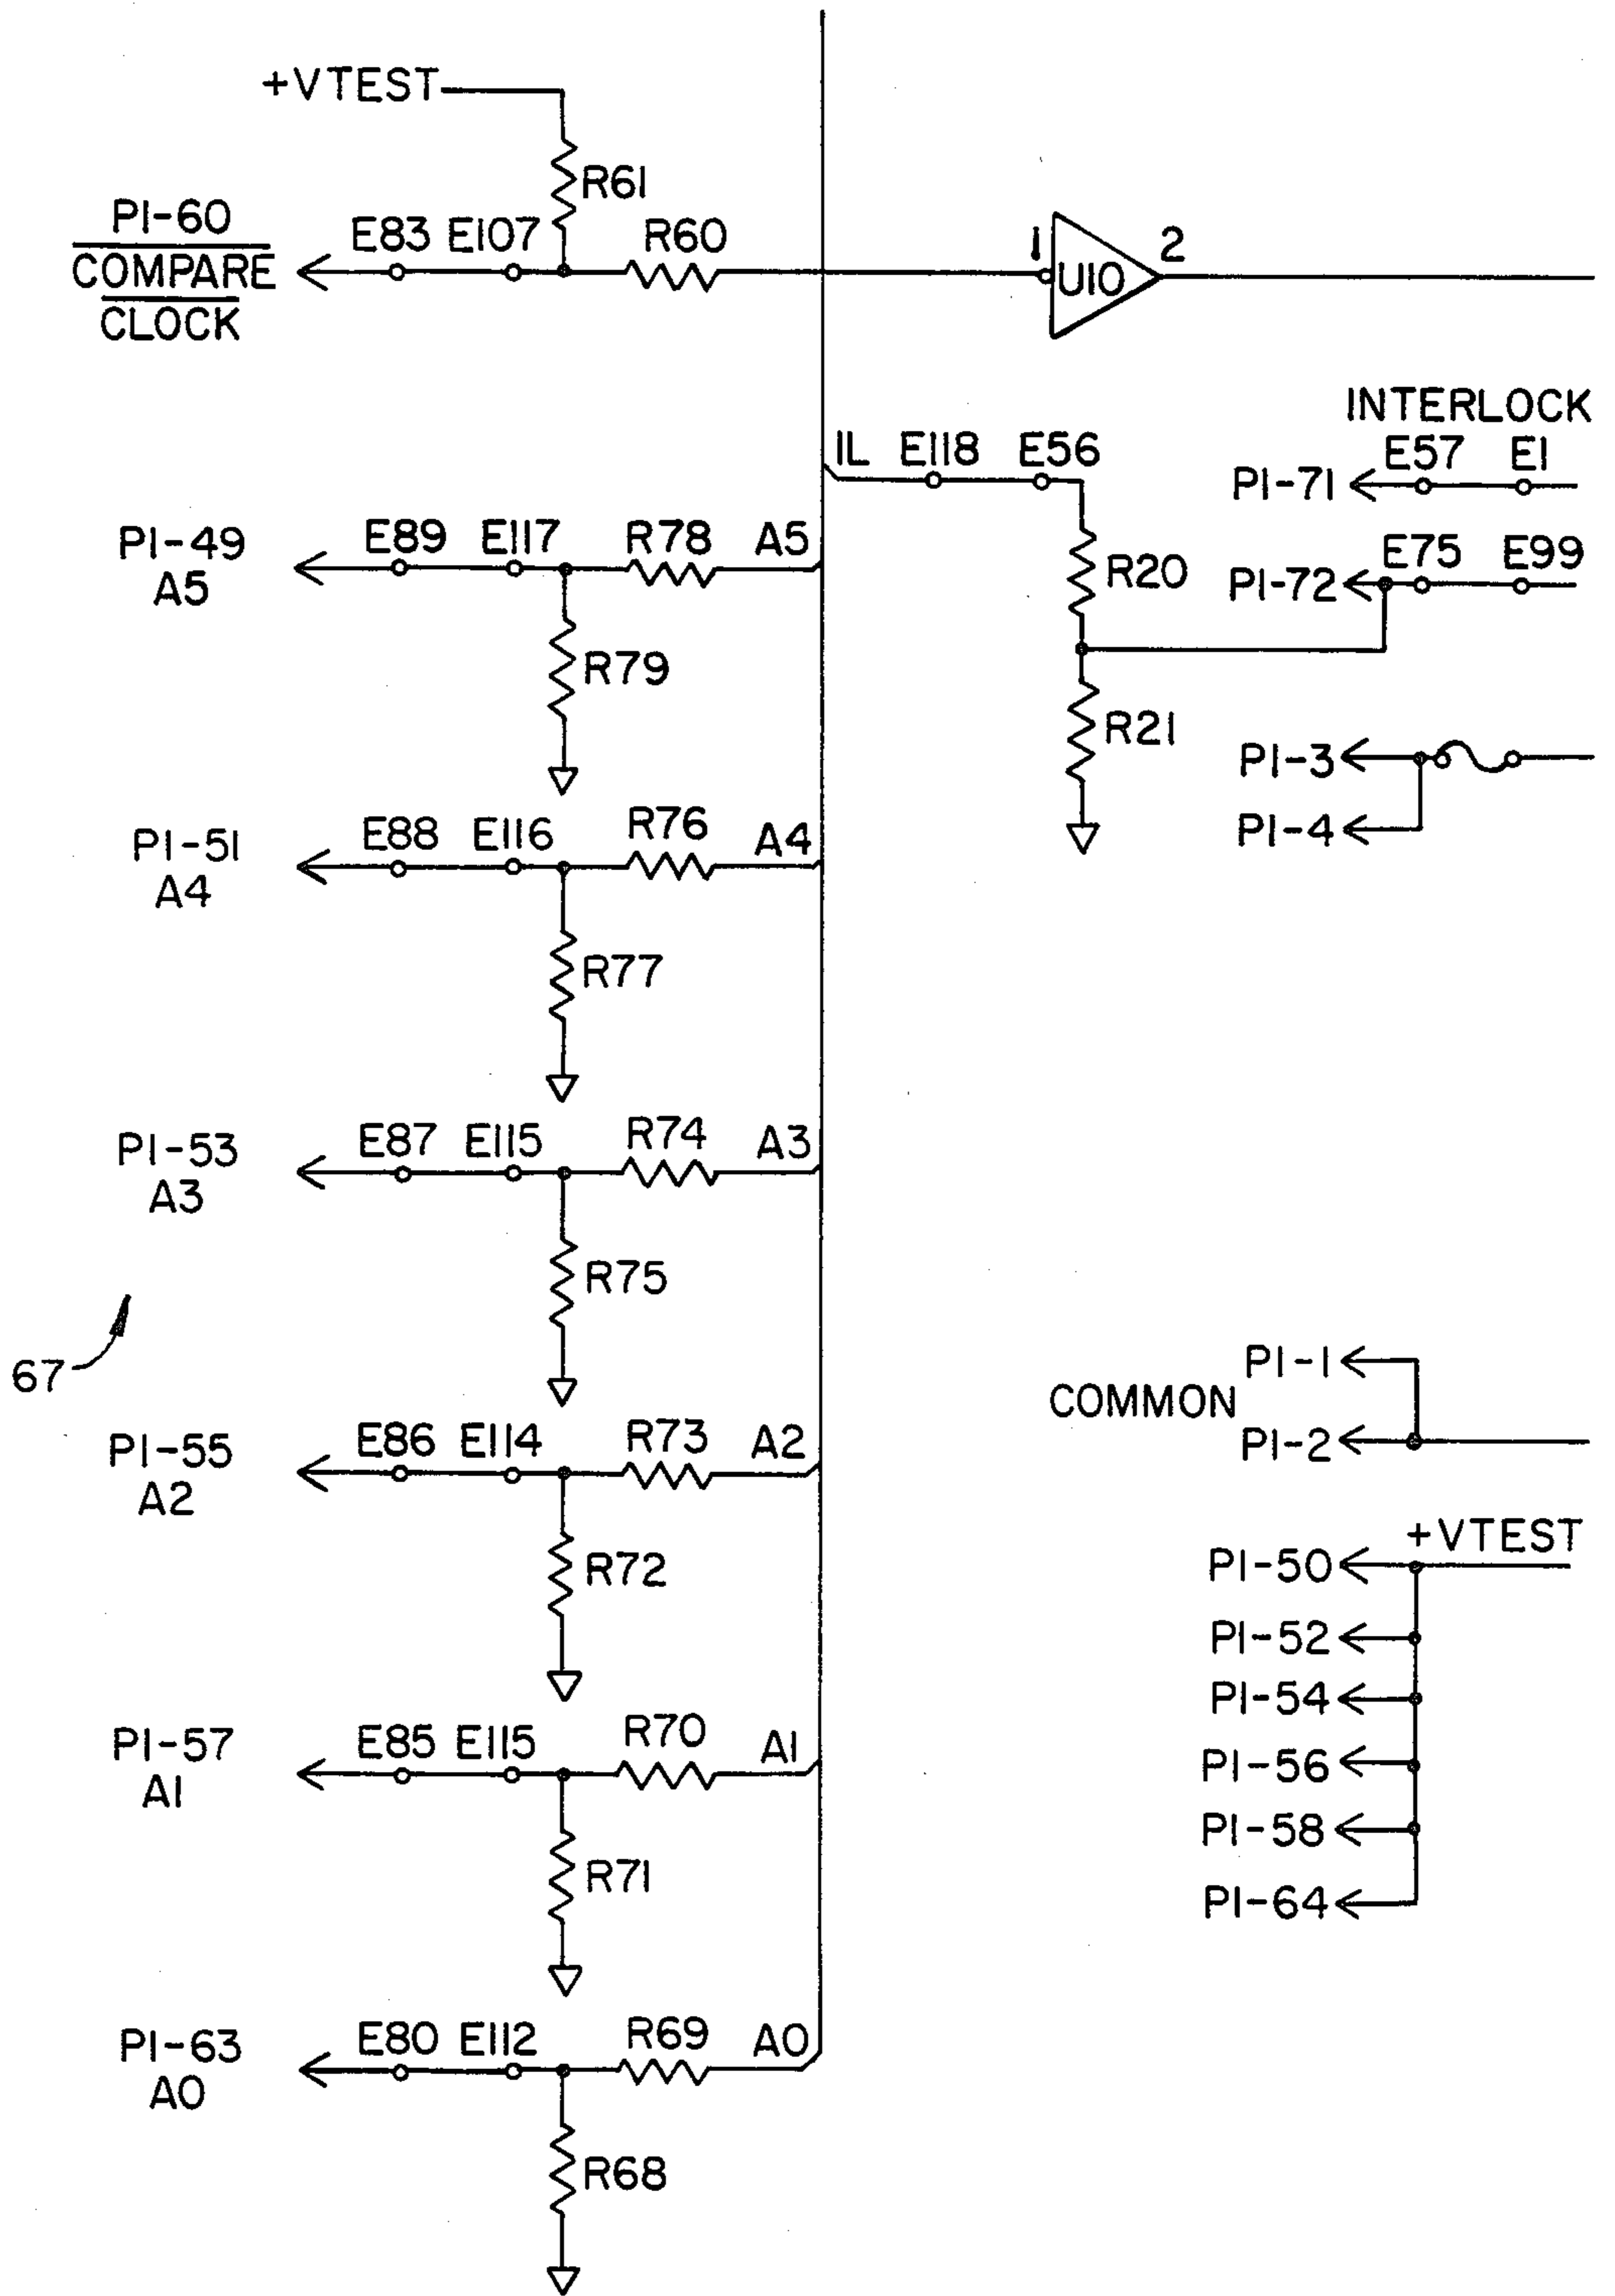 +VTEST
R61
P1-60
COMPARE
CLOCK
E83 E107 R60
1 U10 2
INTERLOCK
IL E118 E56
P1-71 E57 E1
P1-49
A5
E89 E117 R78 A5
R79
R20
P1-72 E75 E99
R21
P1-3
P1-4
P1-51
A4
E88 E116 R76 A4
R77
P1-53
A3
E87 E115 R74 A3
R75
67
P1-1
COMMON
P1-2
P1-55
A2
E86 E114 R73 A2
R72
+VTEST
P1-50
P1-52
P1-54
P1-56
P1-58
P1-64
P1-57
A1
E85 E115 R70 A1
R71
P1-63
A0
E80 E112 R69 A0
R68